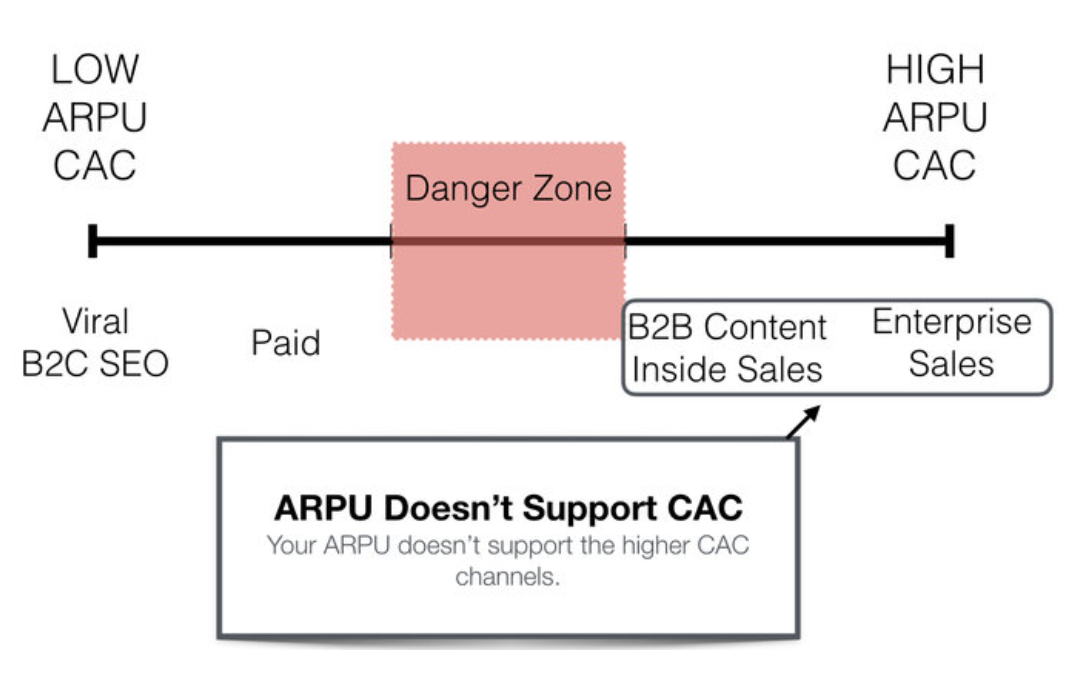 LOW
ARPU
CAC
HIGH
ARPU
CAC
Danger Zone
Viral
B2C SEO
Paid
B2B Content
Inside Sales
Enterprise
Sales
ARPU Doesn’t Support CAC
Your ARPU doesn’t support the higher CAC
channels.